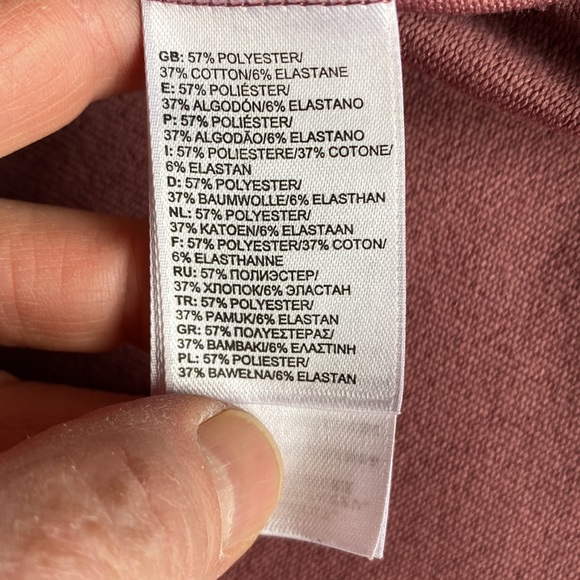 GB: 57% POLYESTER/
37% COTTON/6% ELASTANE
E: 57% POLIÉSTER/
37% ALGODÓN/6% ELASTANO
P: 57% POLIÉSTER/
37% ALGODÃO/6% ELASTANO
I: 57% POLIESTERE/37% COTONE/
6% ELASTAN
D: 57% POLYESTER/
37% BAUMWOLLE/6% ELASTHAN
NL: 57% POLYESTER/
37% KATOEN/6% ELASTAAN
F: 57% POLYESTER/37% COTON/
6% ELASTHANNE
RU: 57% ПОЛИЭСТЕР/
37% ХЛОПОК/6% ЭЛАСТАН
TR: 57% POLYESTER/
37% PAMUK/6% ELASTAN
GR: 57% ΠΟΛΥΕΣΤΕΡΑΣ/
37% ΒΑΜΒΑΚΙ/6% ΕΛΑΣΤΙΝΗ
PL: 57% POLIESTER/
37% BAWEŁNA/6% ELASTAN